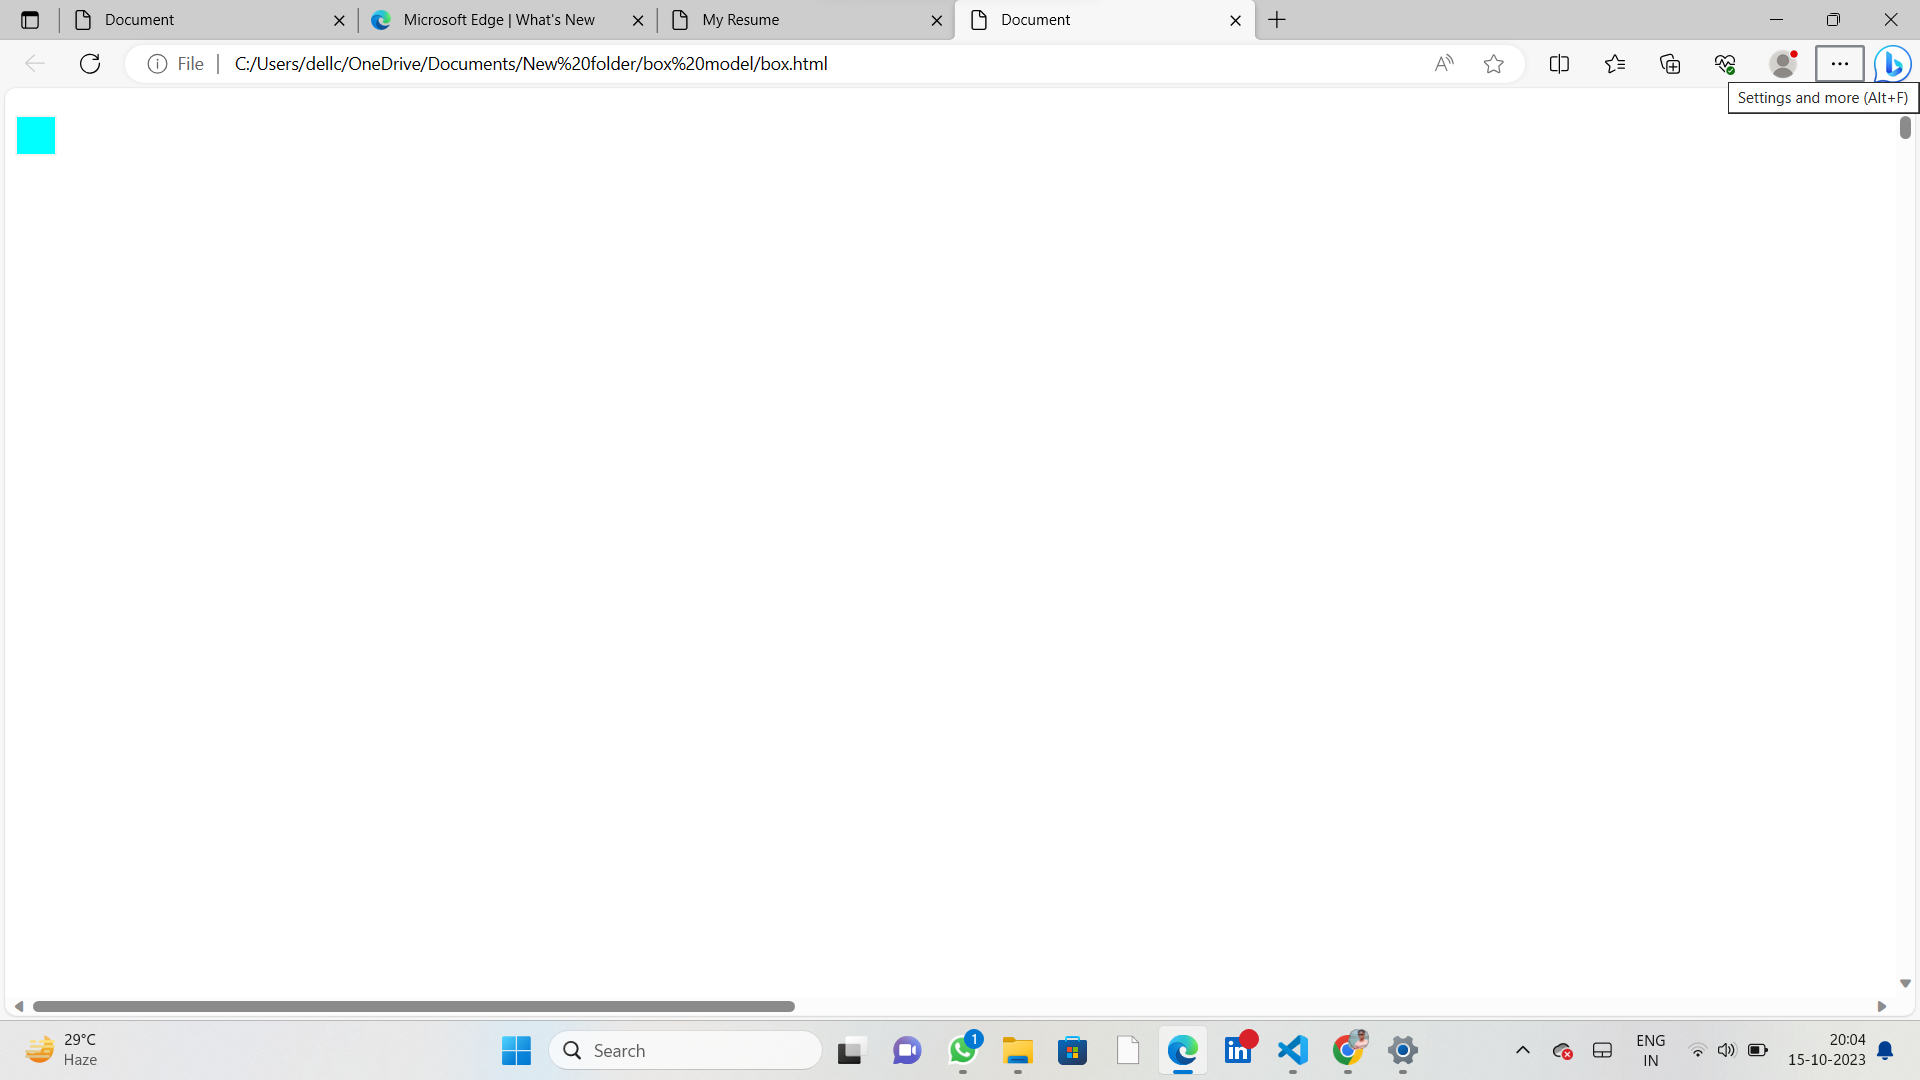 Document
Microsoft Edge | What's New
My Resume
Document
File
C:/Users/dellc/OneDrive/Documents/New%20folder/box%20model/box.html
Settings and more (Alt+F)
29°C
Haze
Search
1
ENG
IN
20:04
15-10-2023